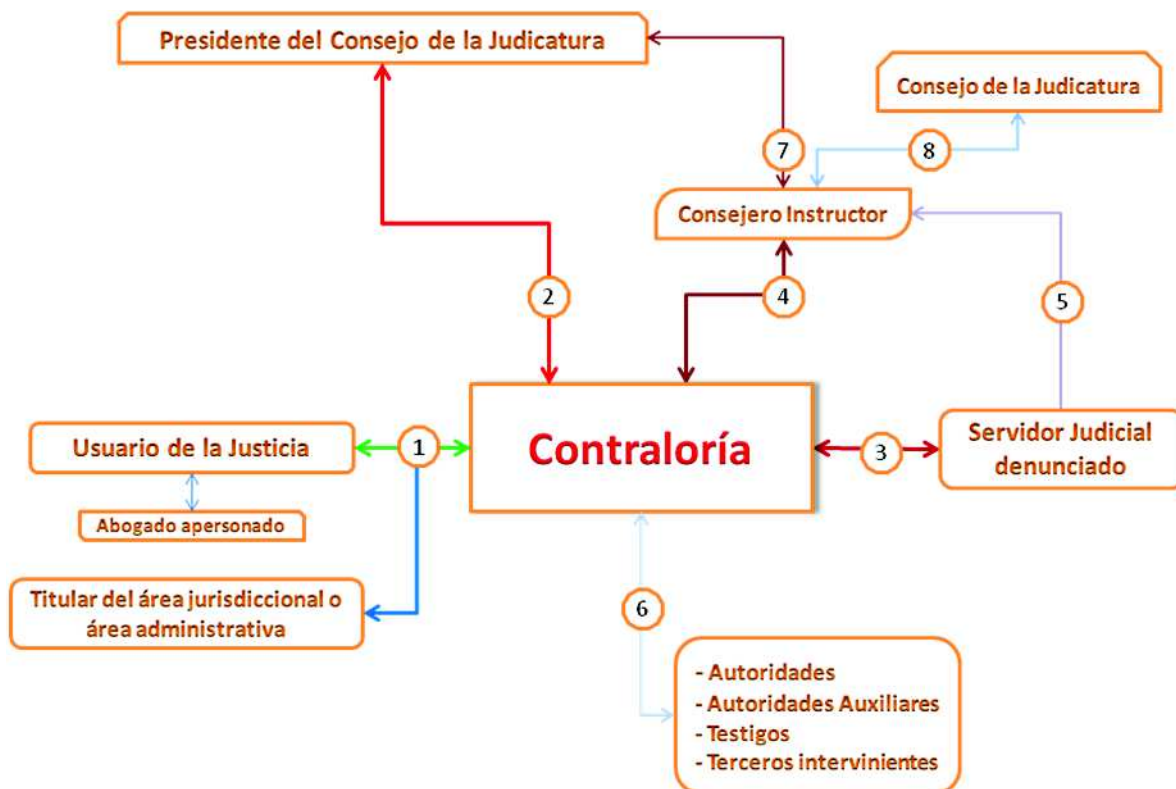 Presidente del Consejo de la Judicatura
Consejo de la Judicatura
7
8
Consejero Instructor
2
4
5
Usuario de la Justicia
1
Contraloría
3
Servidor Judicial
denunciado
Abogado apersonado
Titular del área jurisdiccional o
área administrativa
6
- Autoridades
- Autoridades Auxiliares
- Testigos
- Terceros intervinientes